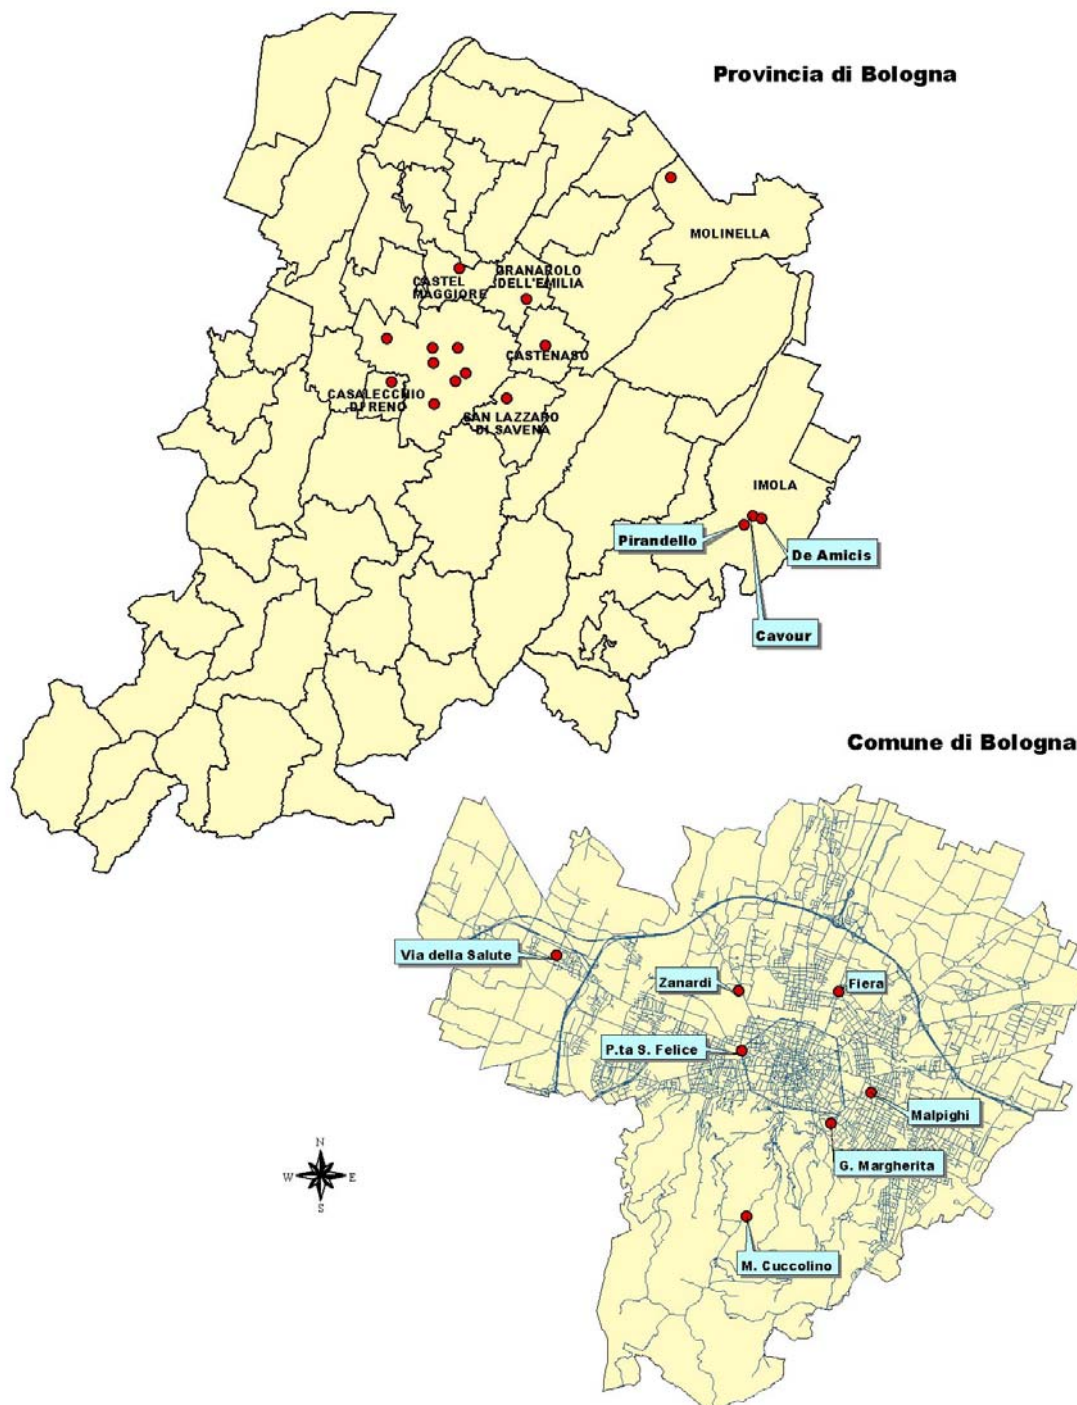 Provincia di Bologna
MOLINELLA
GRANAROLO
DELL'EMILIA
CASTEL
MAGGIORE
CASTENASO
CASALECCHIO
DI RENO
SAN LAZZARO
DI SAVENA
IMOLA
Pirandello
De Amicis
Cavour
Comune di Bologna
Via della Salute
Zanardi
Fiera
P.ta S. Felice
Malpighi
G. Margherita
M. Cuccolino
N
W
E
S